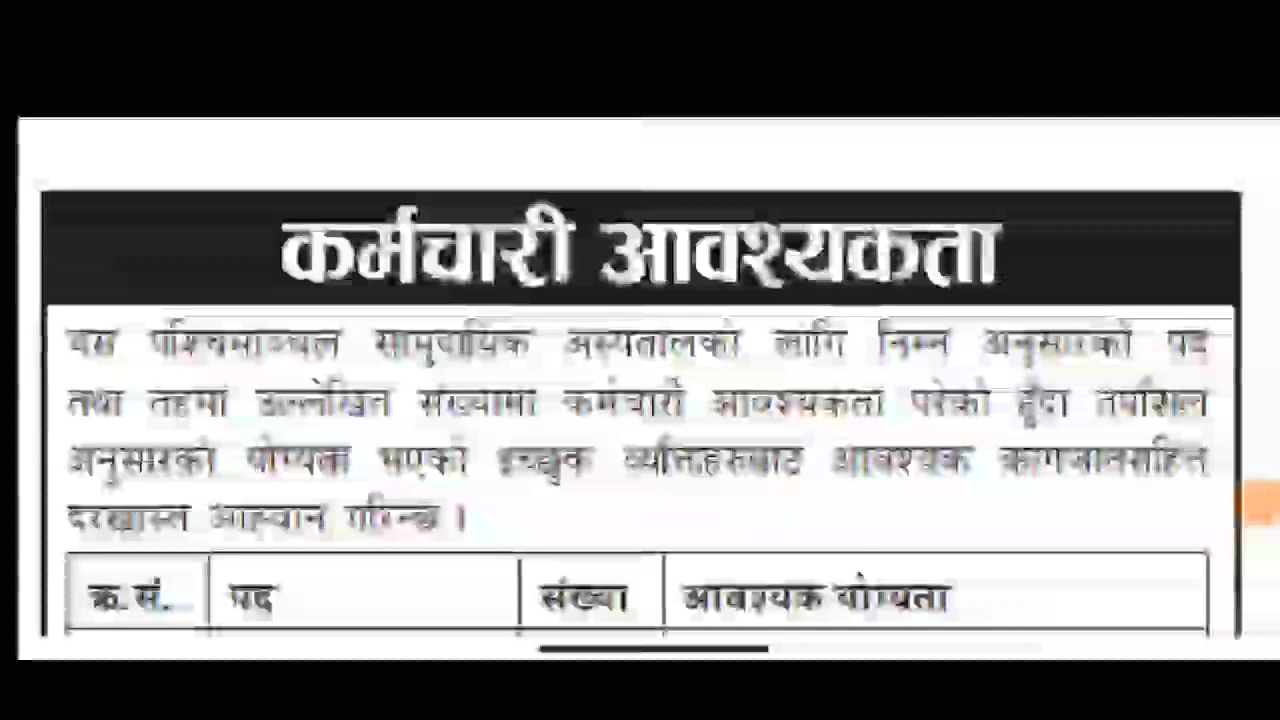 कर्मचारी आवश्यकता
यस पश्चिमाञ्चल सामुदायिक अस्पतालको लागि निम्न अनुसारको पद
तथा तहमा उल्लेखित संख्यामा कर्मचारी आवश्यकता परेको हुँदा तपसिल
अनुसारको योग्यता भएको इच्छुक व्यक्तिहरुबाट आवश्यक कागजातसहित
दरखास्त आह्वान गरिन्छ ।
क्र.सं. पद संख्या आवश्यक योग्यता